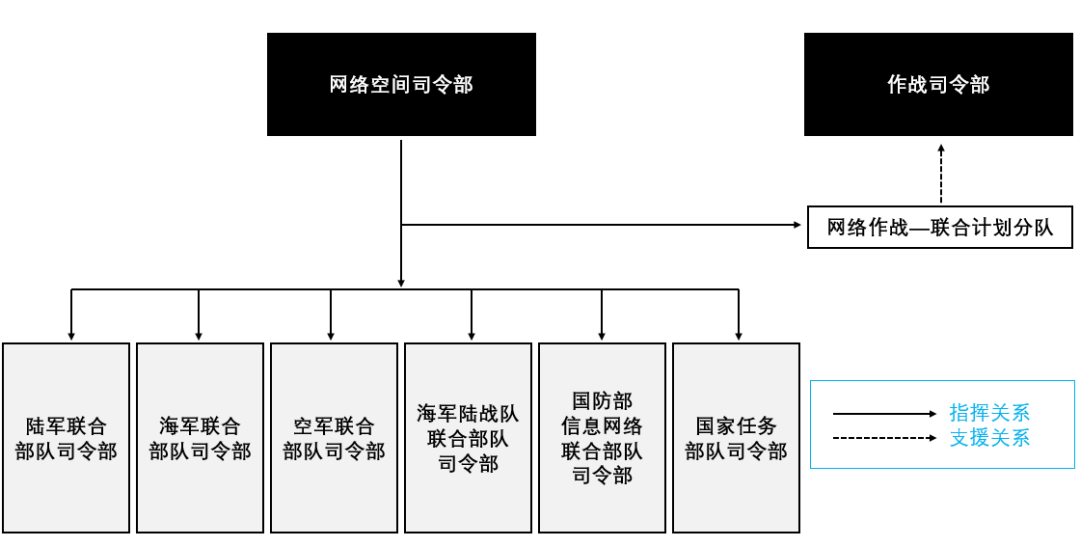 网络空间司令部
作战司令部
网络作战—联合计划分队
陆军联合
部队司令部
海军联合
部队司令部
空军联合
部队司令部
海军陆战队
联合部队
司令部
国防部
信息网络
联合部队
司令部
国家任务
部队司令部
指挥关系
支援关系